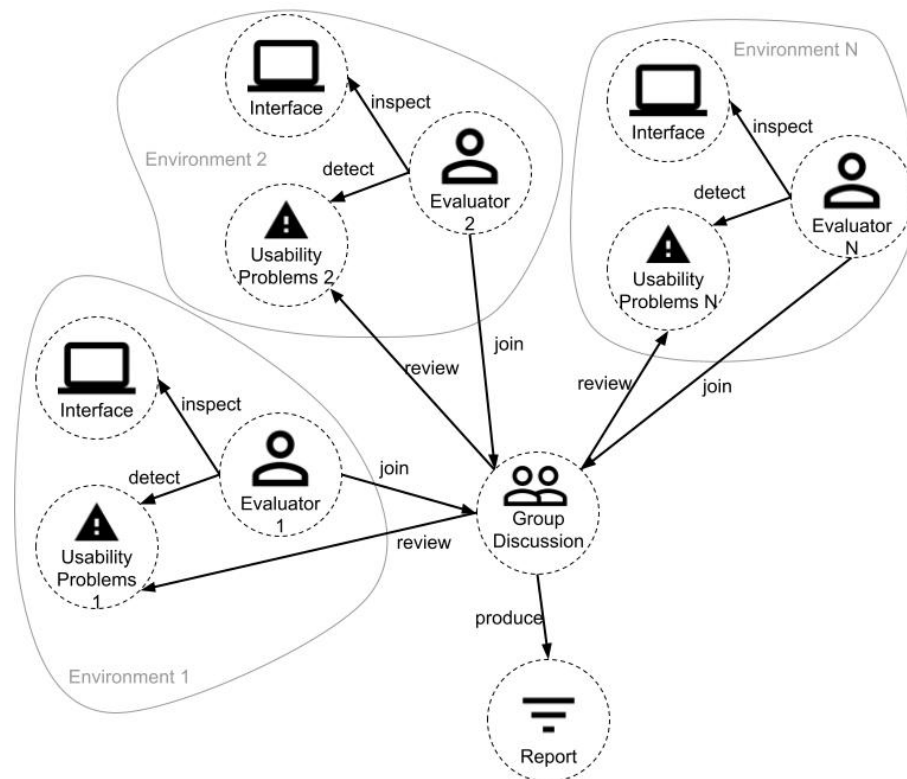 Environment N
Interface
inspect
Environment 2
detect
Evaluator
2
Usability
Problems 2
Interface
inspect
detect
Evaluator
N
Usability
Problems N
join
review
review
join
Interface
inspect
detect
Evaluator
1
join
Usability
Problems
1
review
Group
Discussion
Environment 1
produce
Report